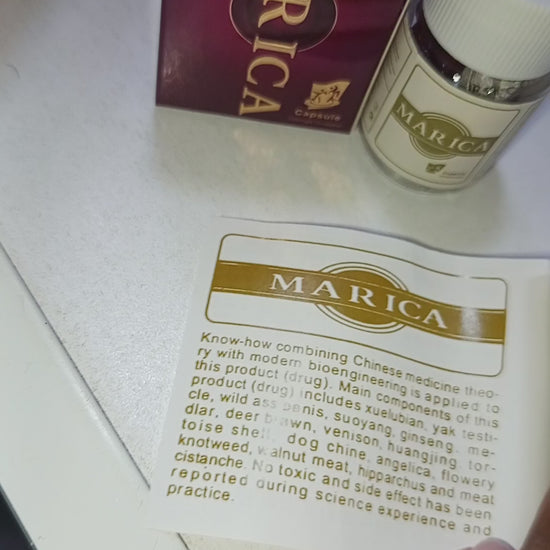 RICA
Capsule
MARICA
MARICA
Know-how combining Chinese medicine theo-
ry with modern bioengineering is applied to
this product (drug). Main components of this
product (drug) includes xuelubian, yak testi-
cle, wild ass penis, suoyang, ginseng, me-
dlar, deer wn, venison, huangjing, tor-
toise shell, dog chine, angelica, flowery
knotweed, walnut meat, hipparchus and meat
cistanche. No toxic and side effect has been
reported during science experience and
practice.